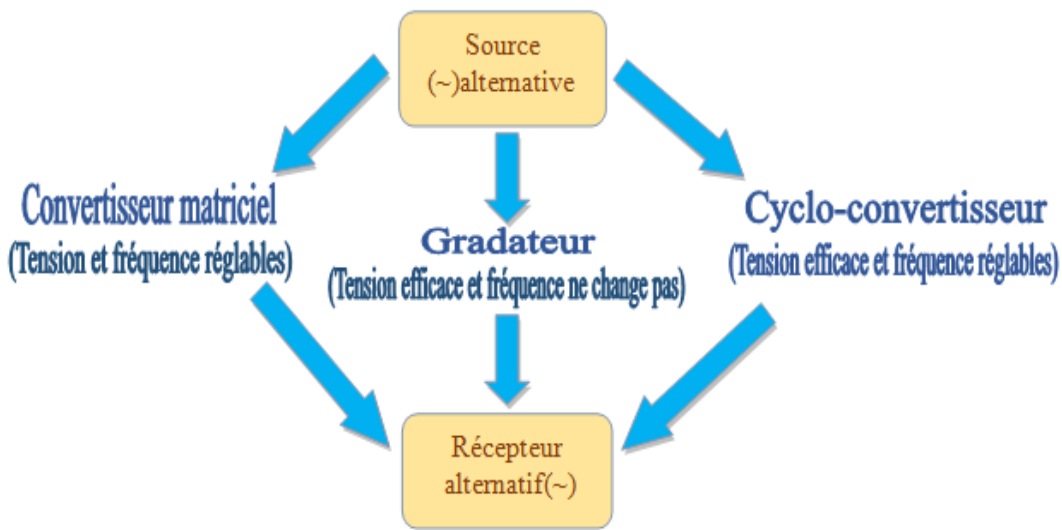 Source
(~)alternative
Convertisseur matriciel
(Tension et fréquence réglables)
Gradateur
(Tension efficace et fréquence ne change pas)
Cyclo-convertisseur
(Tension efficace et fréquence réglables)
Récepteur
alternatif(~)